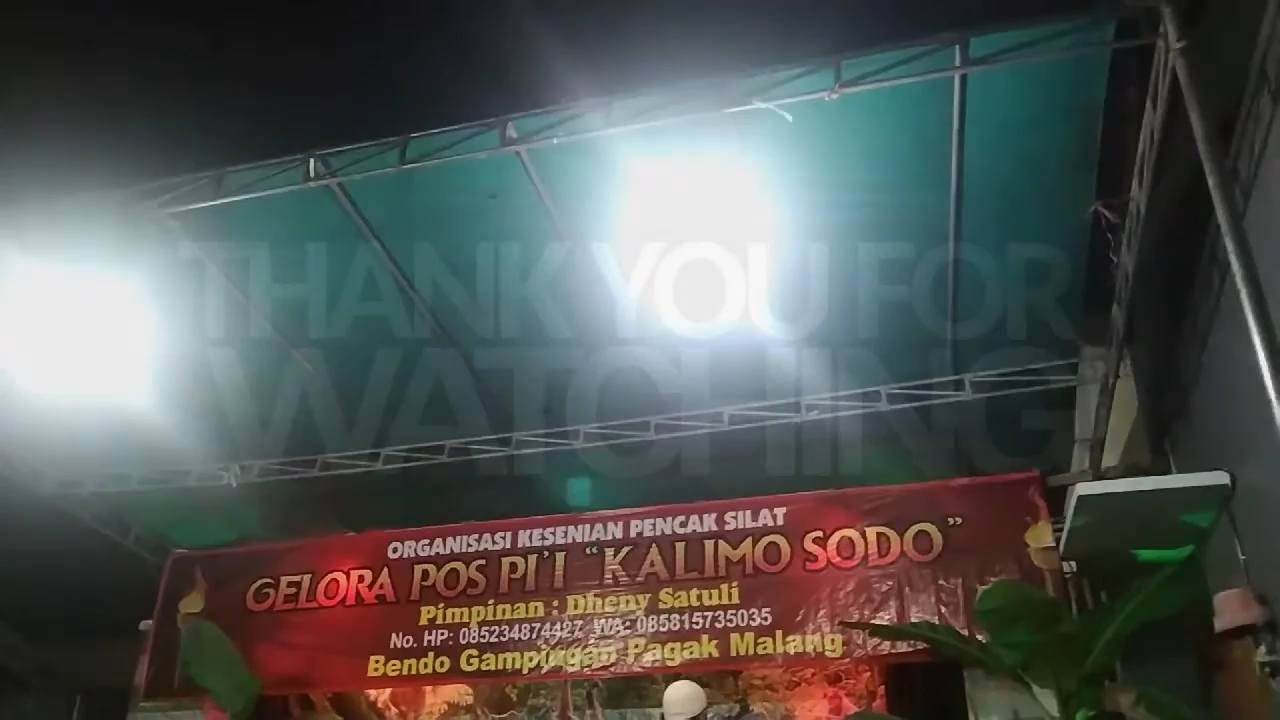 THANK YOU FOR
WATCHING
ORGANISASI KESENIAN PENCAK SILAT
GELORA POS PI'I "KALIMO SODO"
Pimpinan : Dheny Satuli
No. HP: 085234874427 WA: 085815735035
Bendo Gampingan Pagak Malang